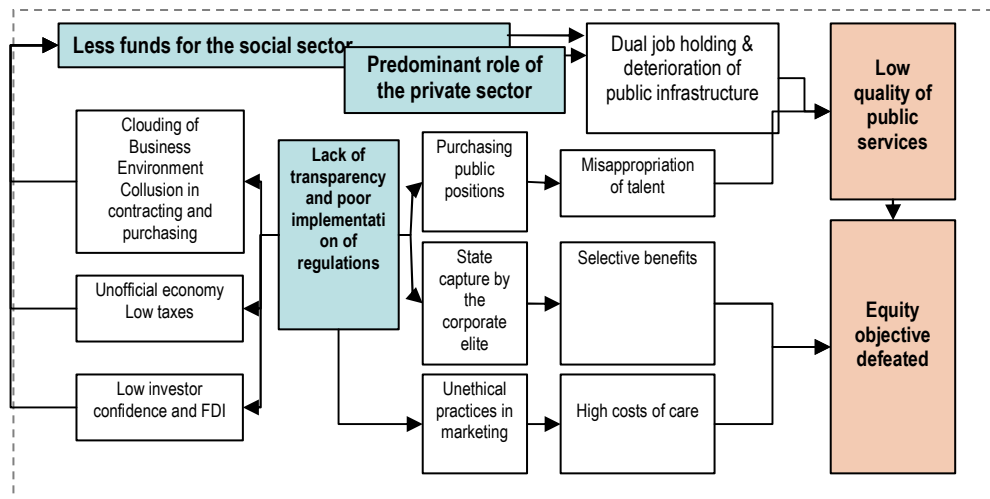 Less funds for the social sector
Predominant role of
the private sector
Dual job holding &
deterioration of
public infrastructure
Low
quality of
public
services
Clouding of
Business
Environment
Collusion in
contracting and
purchasing
Lack of
transparency
and poor
implementati
on of
regulations
Purchasing
public
positions
Misappropriation
of talent
Unofficial economy
Low taxes
State
capture by
the
corporate
elite
Selective benefits
Equity
objective
defeated
Low investor
confidence and FDI
Unethical
practices in
marketing
High costs of care